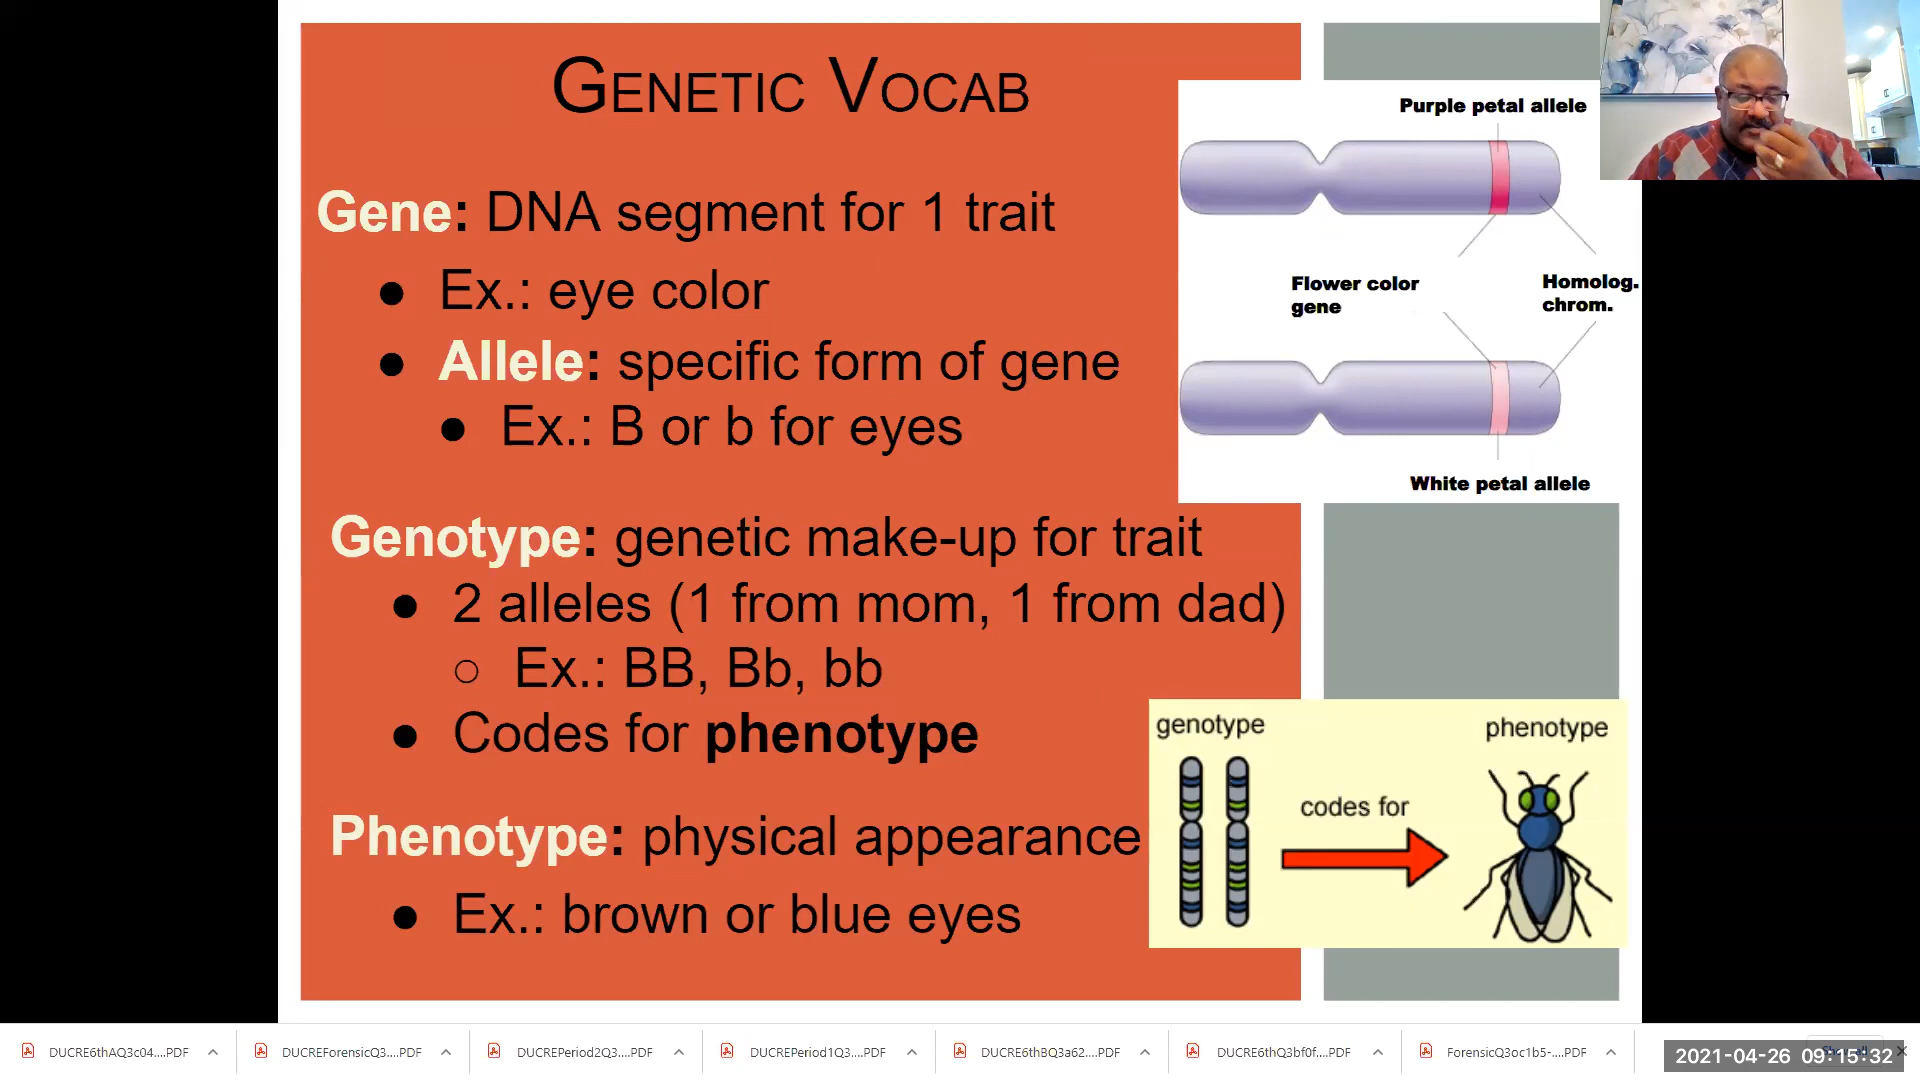 GENETIC VOCAB
Gene: DNA segment for 1 trait
● Ex.: eye color
● Allele: specific form of gene
● Ex.: B or b for eyes
Genotype: genetic make-up for trait
● 2 alleles (1 from mom, 1 from dad)
○ Ex.: BB, Bb, bb
● Codes for phenotype
Phenotype: physical appearance
● Ex.: brown or blue eyes
Purple petal allele
Flower color
gene
Homolog.
chrom.
White petal allele
genotype
codes for
phenotype
DUCRE6thAQ3c04....PDF
DUCREForensicQ3....PDF
DUCREPeriod2Q3....PDF
DUCREPeriod1Q3....PDF
DUCRE6thBQ3a62....PDF
DUCRE6thQ3bf0f....PDF
ForensicQ3oc1b5-....PDF
2021-04-26 09:15:32